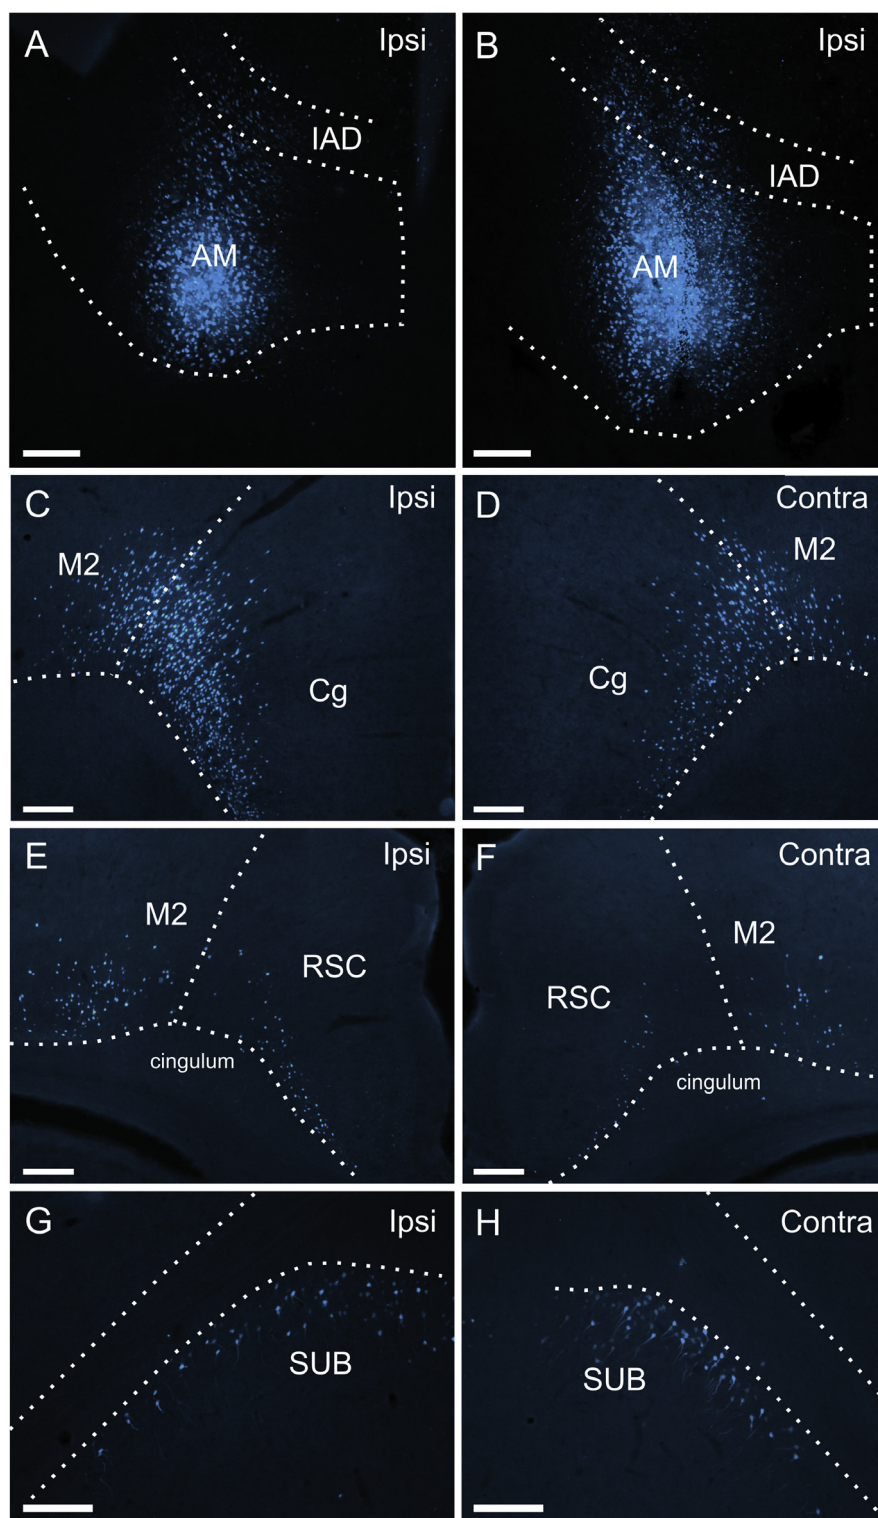 A Ipsi
IAD
AM
B Ipsi
IAD
AM
C Ipsi
M2
Cg
D Contra
M2
Cg
E Ipsi
M2
RSC
cingulum
F Contra
M2
RSC
cingulum
G Ipsi
SUB
H Contra
SUB